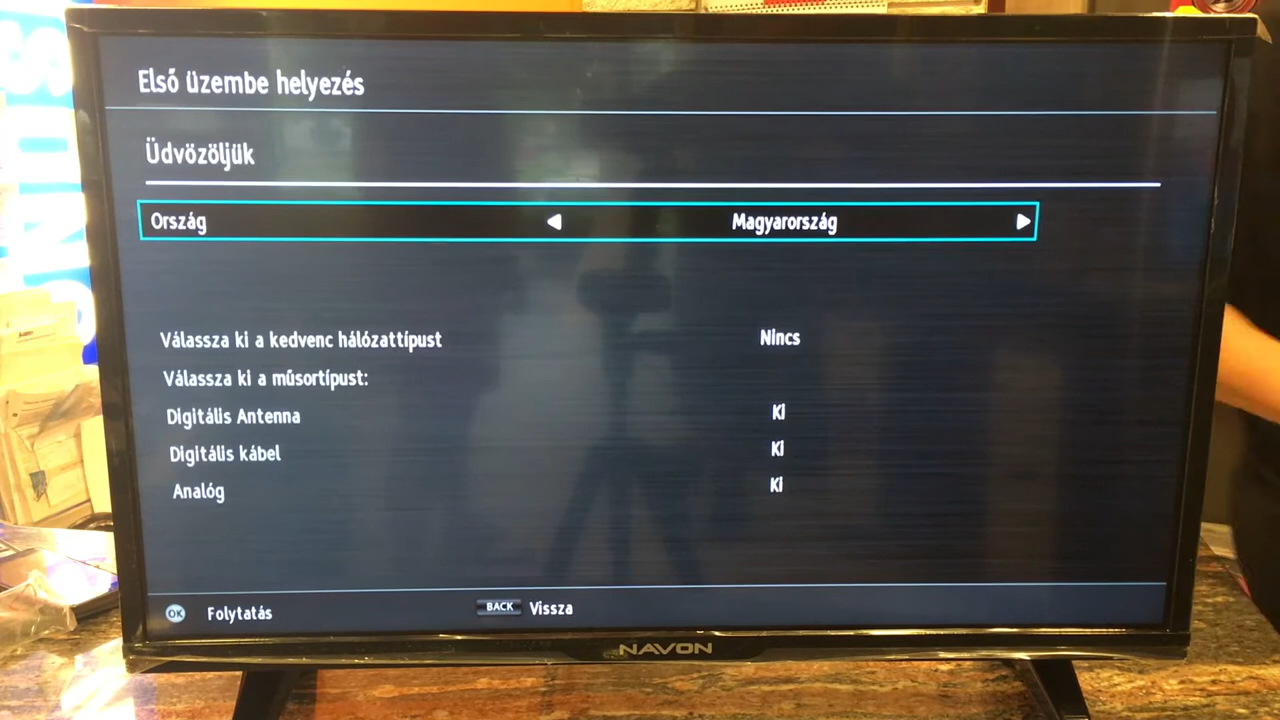 Első üzembe helyezés
Üdvözöljük
Ország Magyarország
Válassza ki a kedvenc hálózattípust Nincs
Válassza ki a műsortípust:
Digitális Antenna Ki
Digitális kábel Ki
Analóg Ki
OK Folytatás BACK Vissza
NAVON